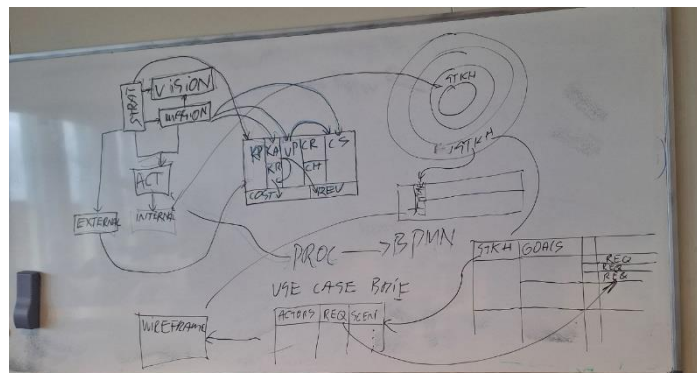 STRAT
VISION
MISSION
ACT
EXTERNAL
INTERNAL
KP KA VP CR CS
KR CH
COST REV
STKH
STKH
PROC → BPMN
STKH GOALS
REQ
REQ
REQ
USE CASE
ACTORS REQ SCEN
WIREFRAME